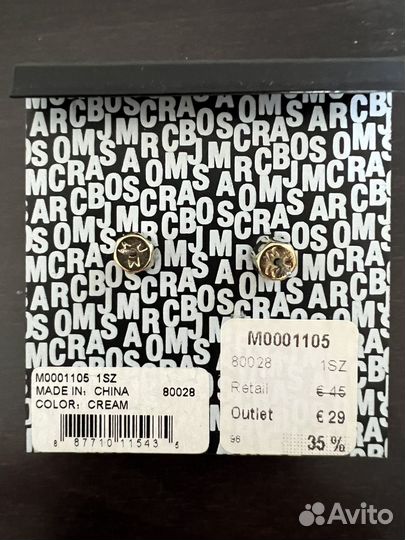 M0001105 1SZ
MADE IN: CHINA 80028
COLOR: CREAM
8 87710 11543 5
M0001105
80028 1SZ
Retail € 45
Outlet € 29
96 35 %
Avito